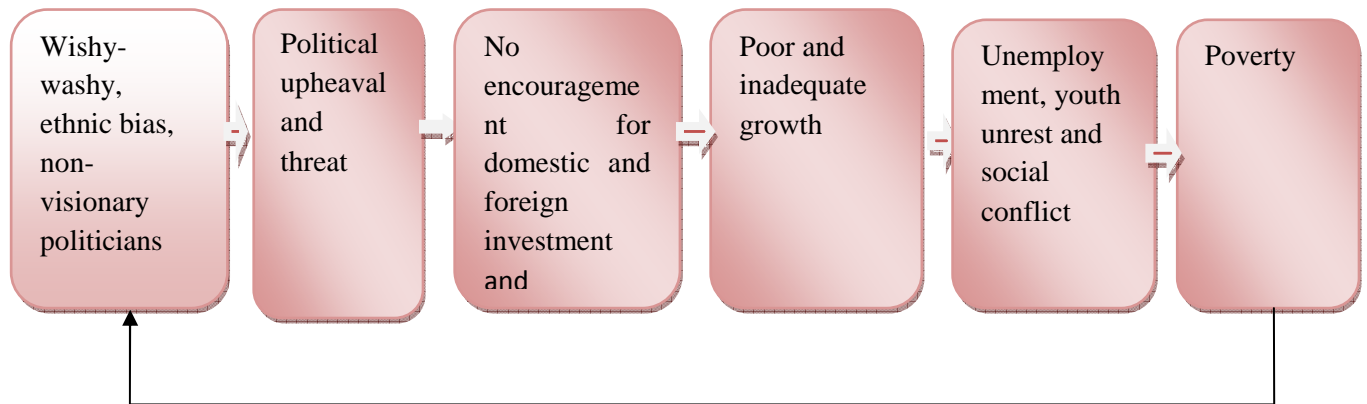 Wishy-
washy,
ethnic bias,
non-
visionary
politicians
Political
upheaval
and
threat
No
encourageme
nt for
domestic and
foreign
investment
and
Poor and
inadequate
growth
Unemploy
ment, youth
unrest and
social
conflict
Poverty